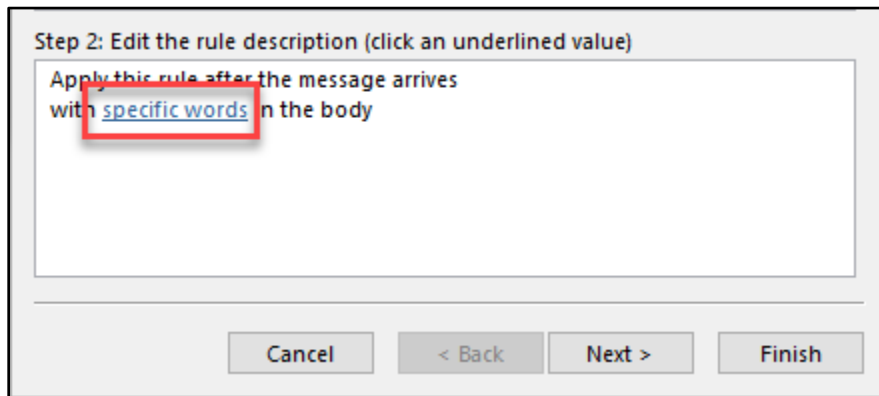 Step 2: Edit the rule description (click an underlined value)
Apply this rule after the message arrives
with specific words in the body
Cancel
< Back
Next >
Finish